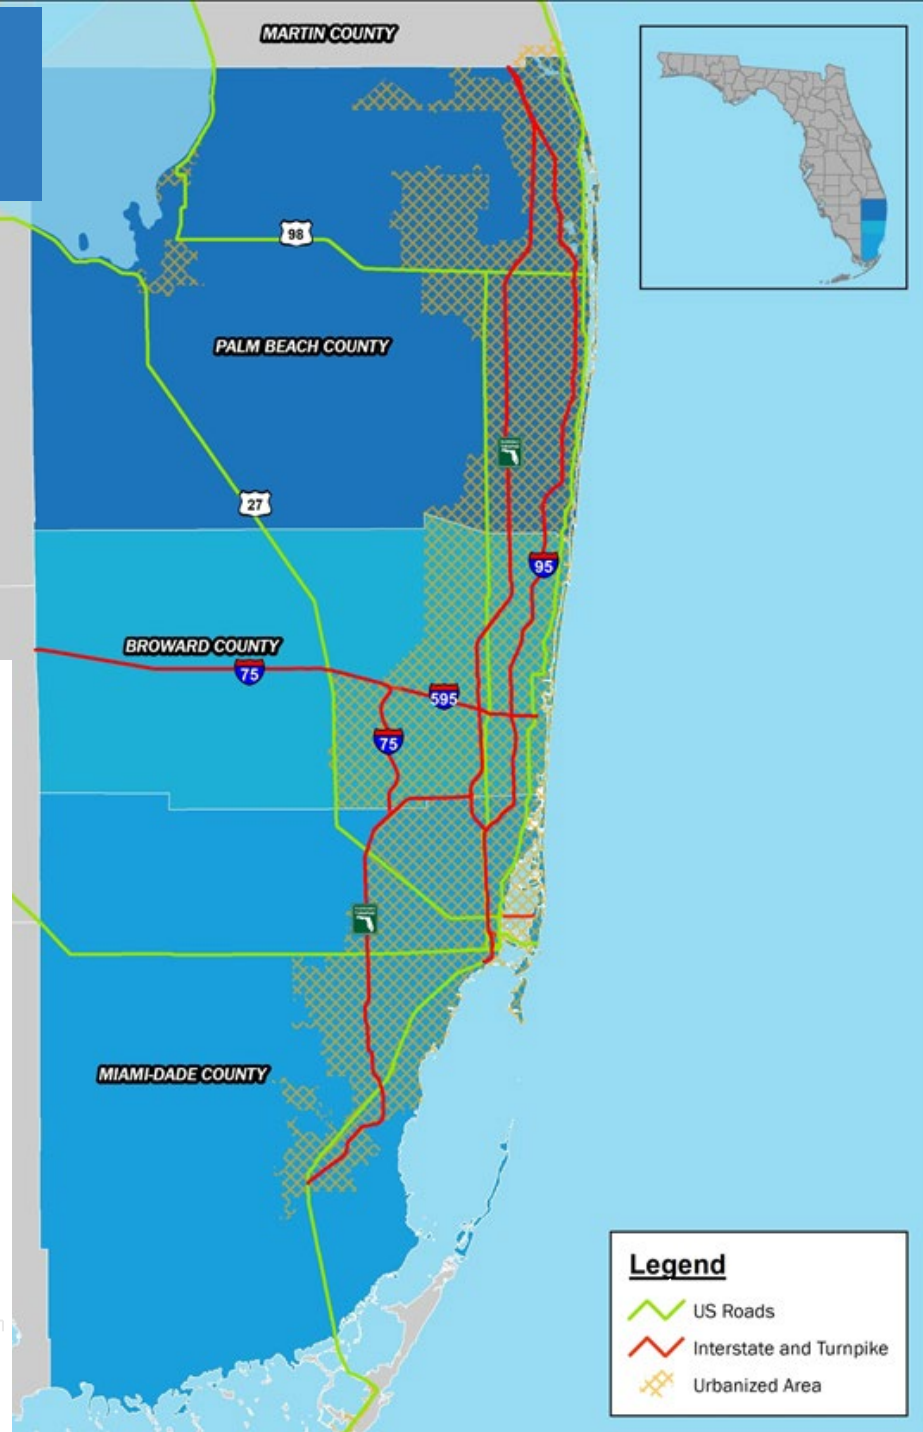 MARTIN COUNTY
98
PALM BEACH COUNTY
27
95
BROWARD COUNTY
75
595
75
MIAMI-DADE COUNTY
Legend
US Roads
Interstate and Turnpike
Urbanized Area